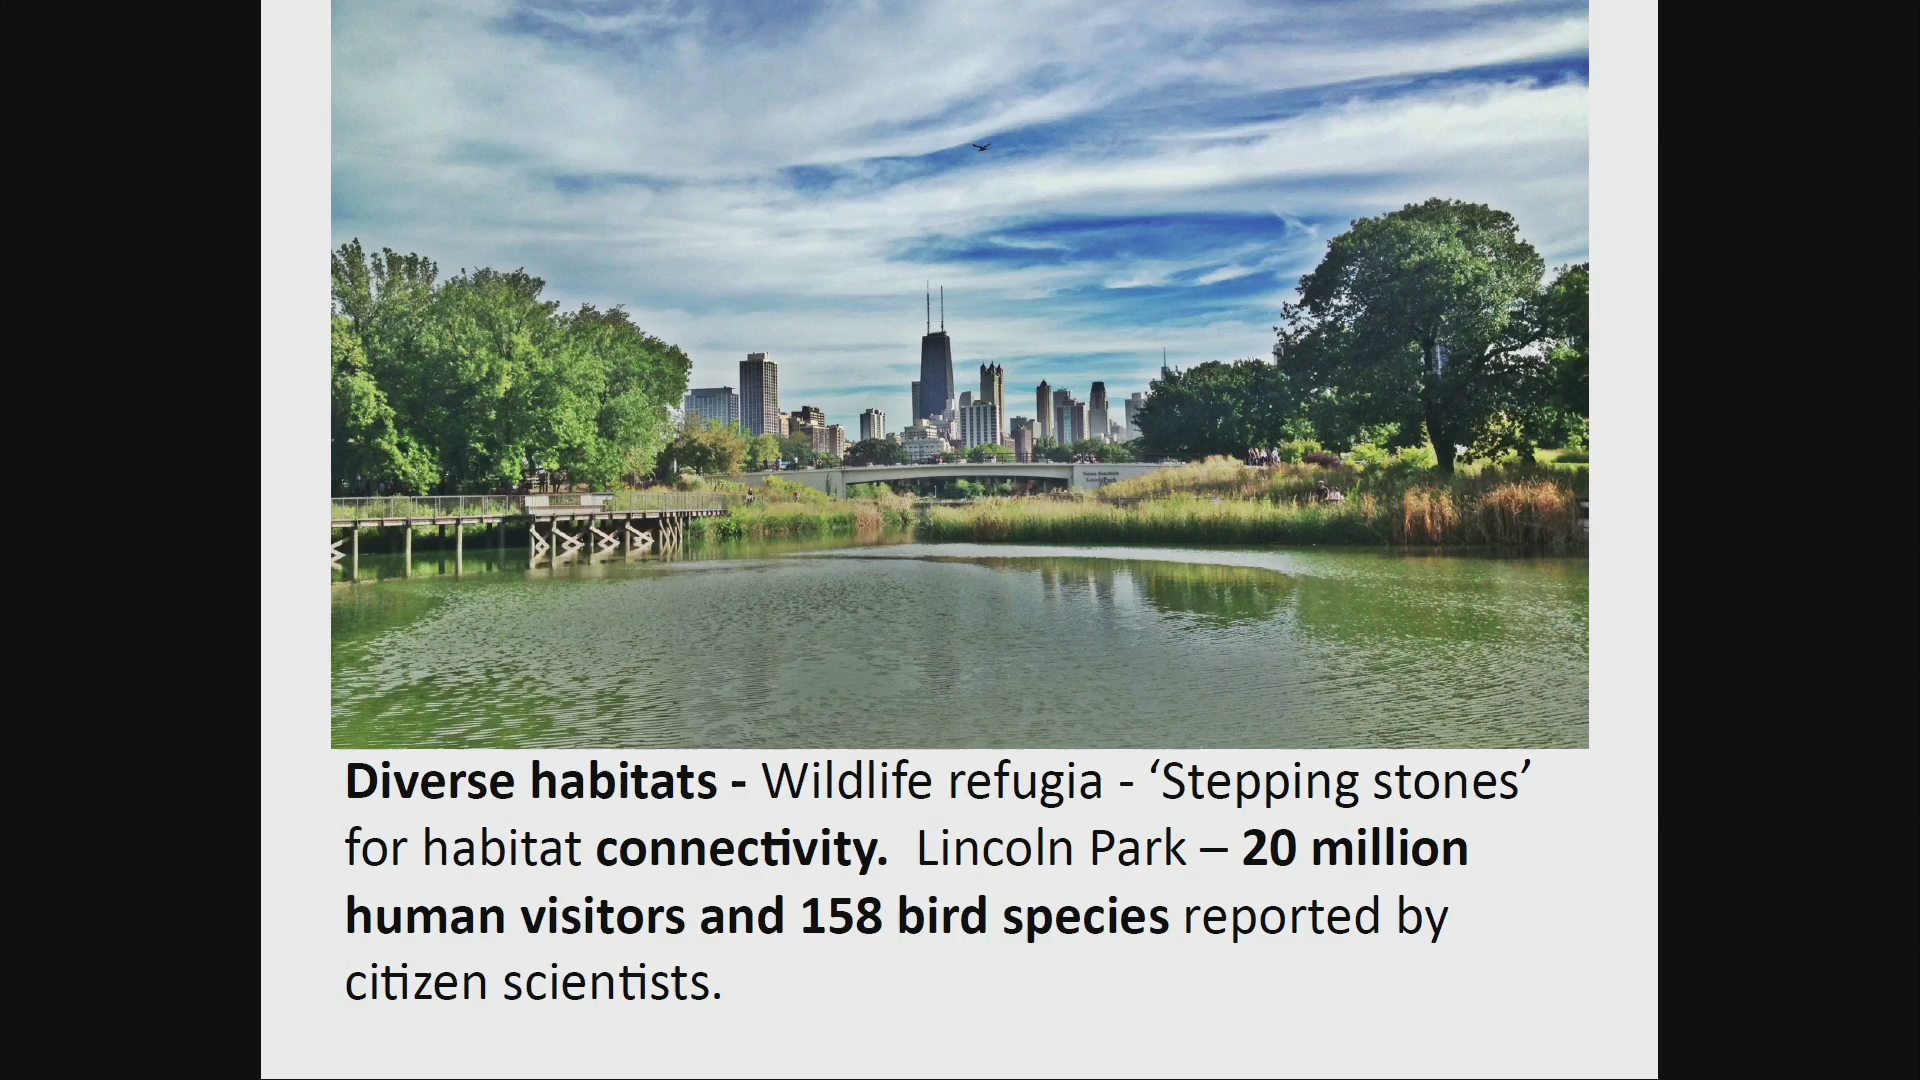 Diverse habitats - Wildlife refugia - ‘Stepping stones’
for habitat connectivity.  Lincoln Park – 20 million
human visitors and 158 bird species reported by
citizen scientists.